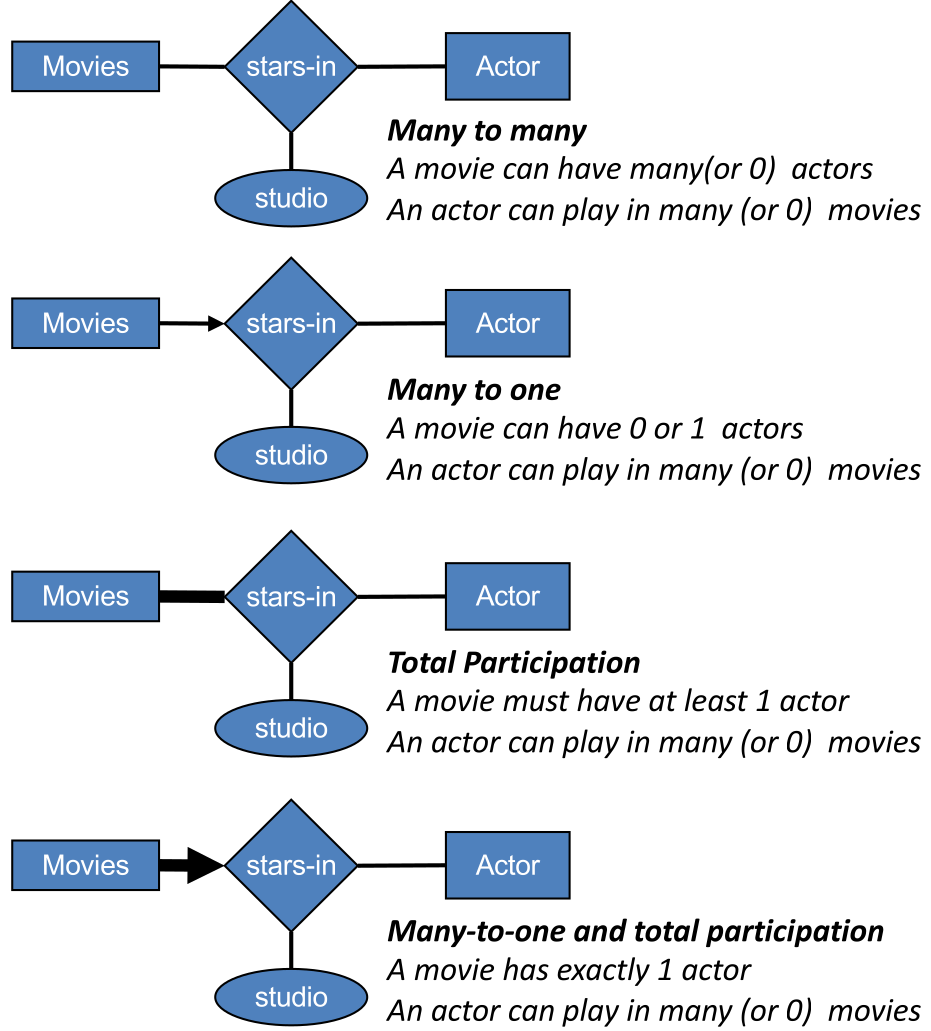 Movies stars-in Actor
studio
Many to many
A movie can have many(or 0) actors
An actor can play in many (or 0) movies
Movies stars-in Actor
studio
Many to one
A movie can have 0 or 1 actors
An actor can play in many (or 0) movies
Movies stars-in Actor
studio
Total Participation
A movie must have at least 1 actor
An actor can play in many (or 0) movies
Movies stars-in Actor
studio
Many-to-one and total participation
A movie has exactly 1 actor
An actor can play in many (or 0) movies